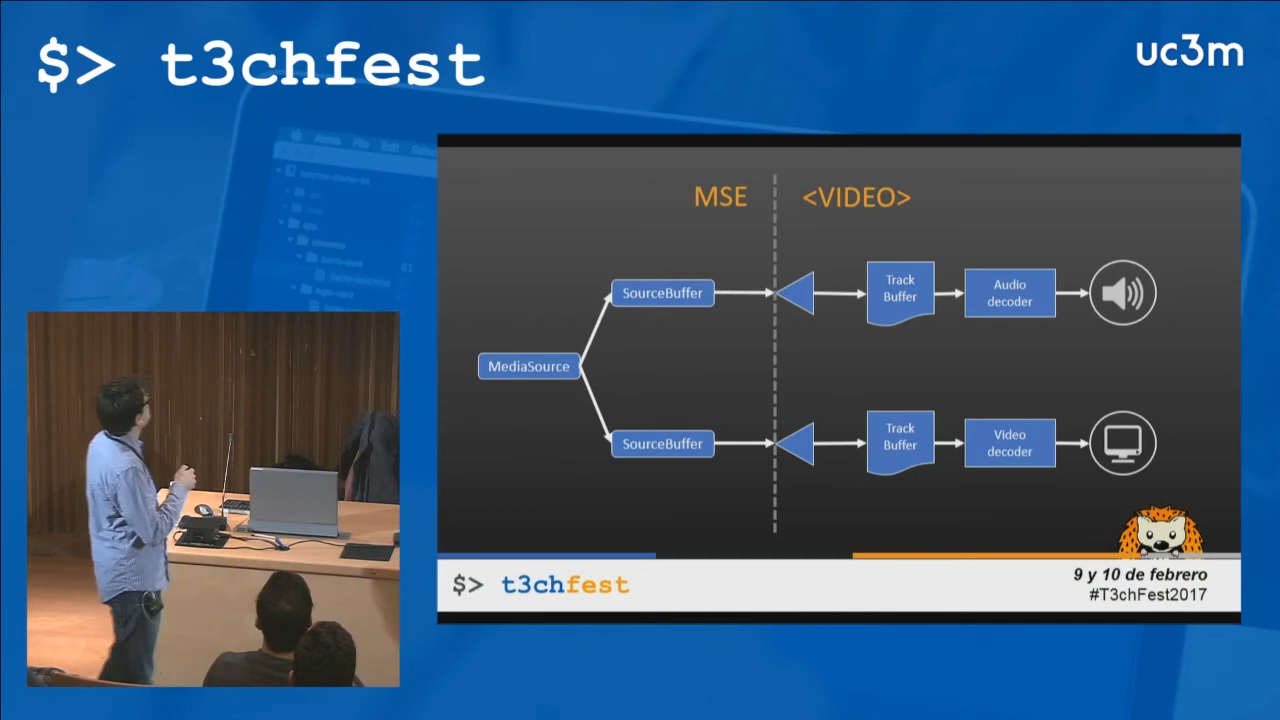 $> t3chfest
uc3m
MSE
<VIDEO>
SourceBuffer
Track
Buffer
Audio
decoder
MediaSource
SourceBuffer
Track
Buffer
Video
decoder
$> t3chfest
9 y 10 de febrero
#T3chFest2017